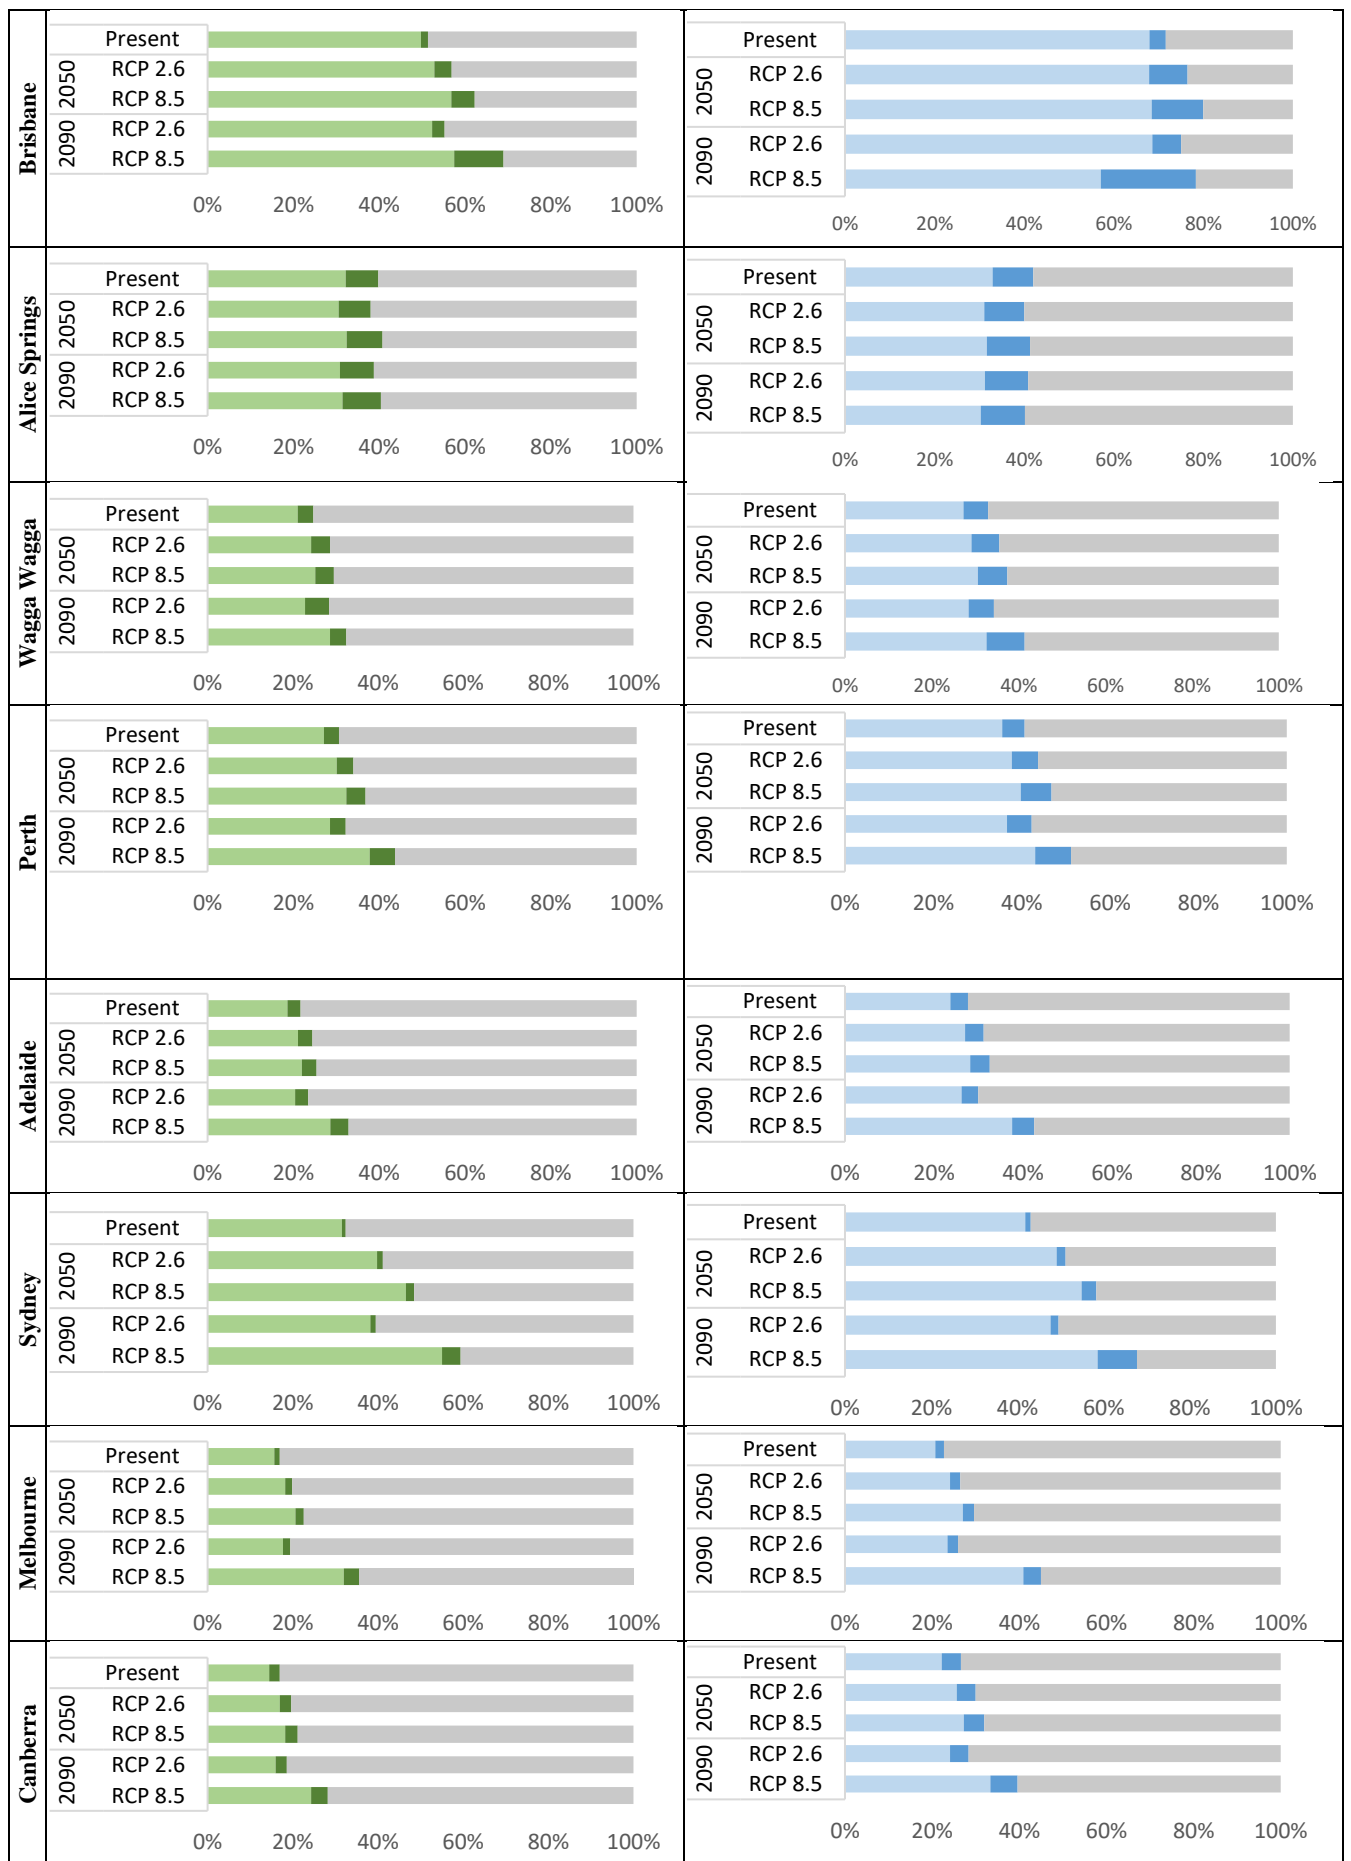 Brisbane
Present
2050
RCP 2.6
RCP 8.5
2090
RCP 2.6
RCP 8.5
0% 20% 40% 60% 80% 100%
Present
2050
RCP 2.6
RCP 8.5
2090
RCP 2.6
RCP 8.5
0% 20% 40% 60% 80% 100%
Alice Springs
Present
2050
RCP 2.6
RCP 8.5
2090
RCP 2.6
RCP 8.5
0% 20% 40% 60% 80% 100%
Present
2050
RCP 2.6
RCP 8.5
2090
RCP 2.6
RCP 8.5
0% 20% 40% 60% 80% 100%
Wagga Wagga
Present
2050
RCP 2.6
RCP 8.5
2090
RCP 2.6
RCP 8.5
0% 20% 40% 60% 80% 100%
Present
2050
RCP 2.6
RCP 8.5
2090
RCP 2.6
RCP 8.5
0% 20% 40% 60% 80% 100%
Perth
Present
2050
RCP 2.6
RCP 8.5
2090
RCP 2.6
RCP 8.5
0% 20% 40% 60% 80% 100%
Present
2050
RCP 2.6
RCP 8.5
2090
RCP 2.6
RCP 8.5
0% 20% 40% 60% 80% 100%
Adelaide
Present
2050
RCP 2.6
RCP 8.5
2090
RCP 2.6
RCP 8.5
0% 20% 40% 60% 80% 100%
Present
2050
RCP 2.6
RCP 8.5
2090
RCP 2.6
RCP 8.5
0% 20% 40% 60% 80% 100%
Sydney
Present
2050
RCP 2.6
RCP 8.5
2090
RCP 2.6
RCP 8.5
0% 20% 40% 60% 80% 100%
Present
2050
RCP 2.6
RCP 8.5
2090
RCP 2.6
RCP 8.5
0% 20% 40% 60% 80% 100%
Melbourne
Present
2050
RCP 2.6
RCP 8.5
2090
RCP 2.6
RCP 8.5
0% 20% 40% 60% 80% 100%
Present
2050
RCP 2.6
RCP 8.5
2090
RCP 2.6
RCP 8.5
0% 20% 40% 60% 80% 100%
Canberra
Present
2050
RCP 2.6
RCP 8.5
2090
RCP 2.6
RCP 8.5
0% 20% 40% 60% 80% 100%
Present
2050
RCP 2.6
RCP 8.5
2090
RCP 2.6
RCP 8.5
0% 20% 40% 60% 80% 100%